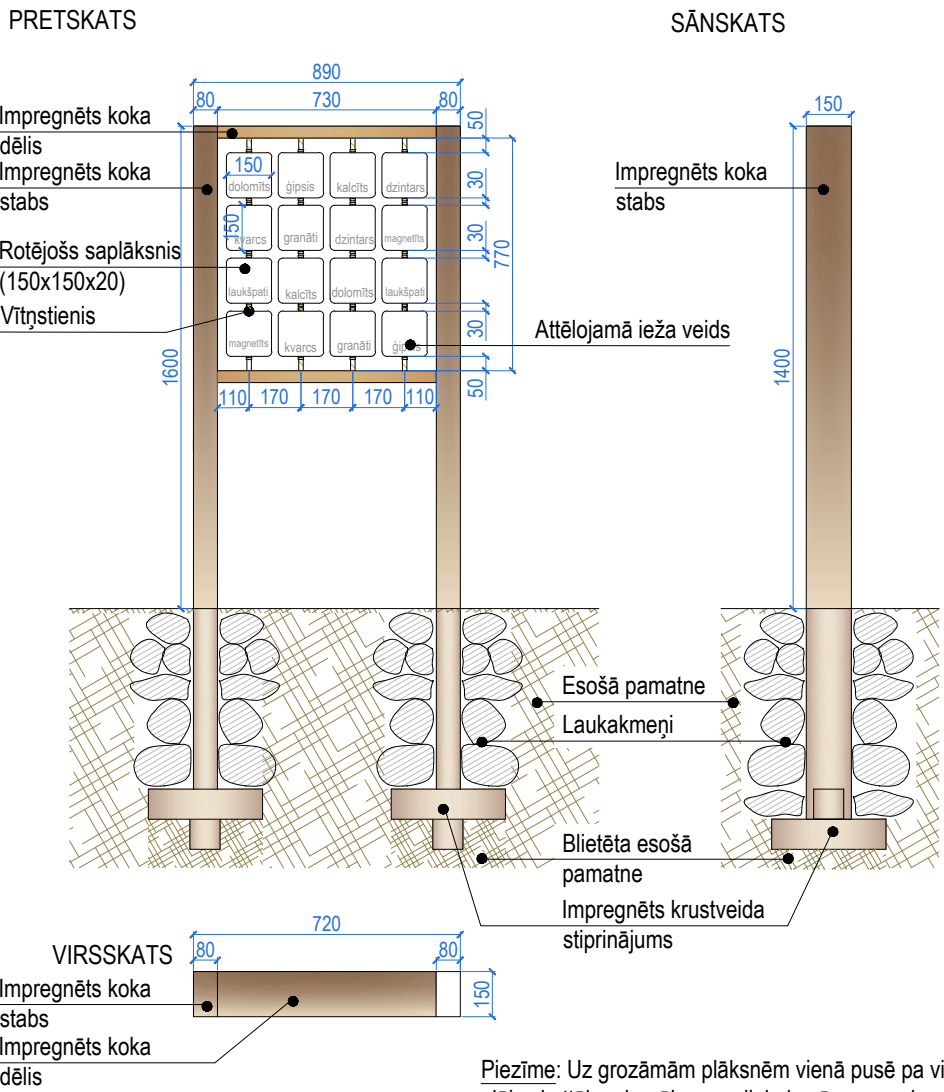 PRETSKATS
SĀNSKATS
890
80
730
80
50
150
Impregnēts koka
dēlis
Impregnēts koka
stabs
Impregnēts koka
stabs
150
dolomīts
ģipsis
kalcīts
dzintars
30
150
kvarcs
granāti
dzintars
magnetīts
30
770
Rotējošs saplāksnis
(150x150x20)
laukšpati
kalcīts
dolomīts
laukšpati
Vītņstienis
30
magnetīts
kvarcs
granāti
ģipsis
Attēlojamā ieža veids
1600
1400
50
110
170
170
170
110
Esošā pamatne
Laukakmeņi
Blietēta esošā
pamatne
Impregnēts krustveida
stiprinājums
VIRSSKATS
720
80
80
150
Impregnēts koka
stabs
Impregnēts koka
dēlis
Piezīme: Uz grozāmām plāksnēm vienā pusē pa vi